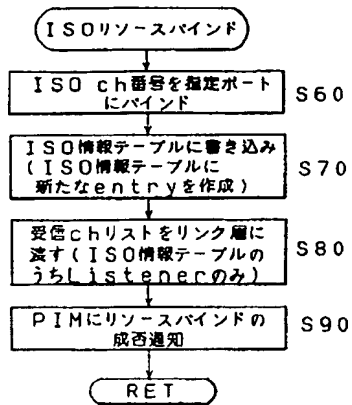 ISOリソースバインド
ISO ch番号を指定ポート
にバインド
S60
ISO情報テーブルに書き込み
(ISO情報テーブルに
新たなentryを作成)
S70
受信chリストをリンク層に
渡す(ISO情報テーブルの
うちListenerのみ)
S80
PIMにリソースバインドの
成否通知
S90
RET